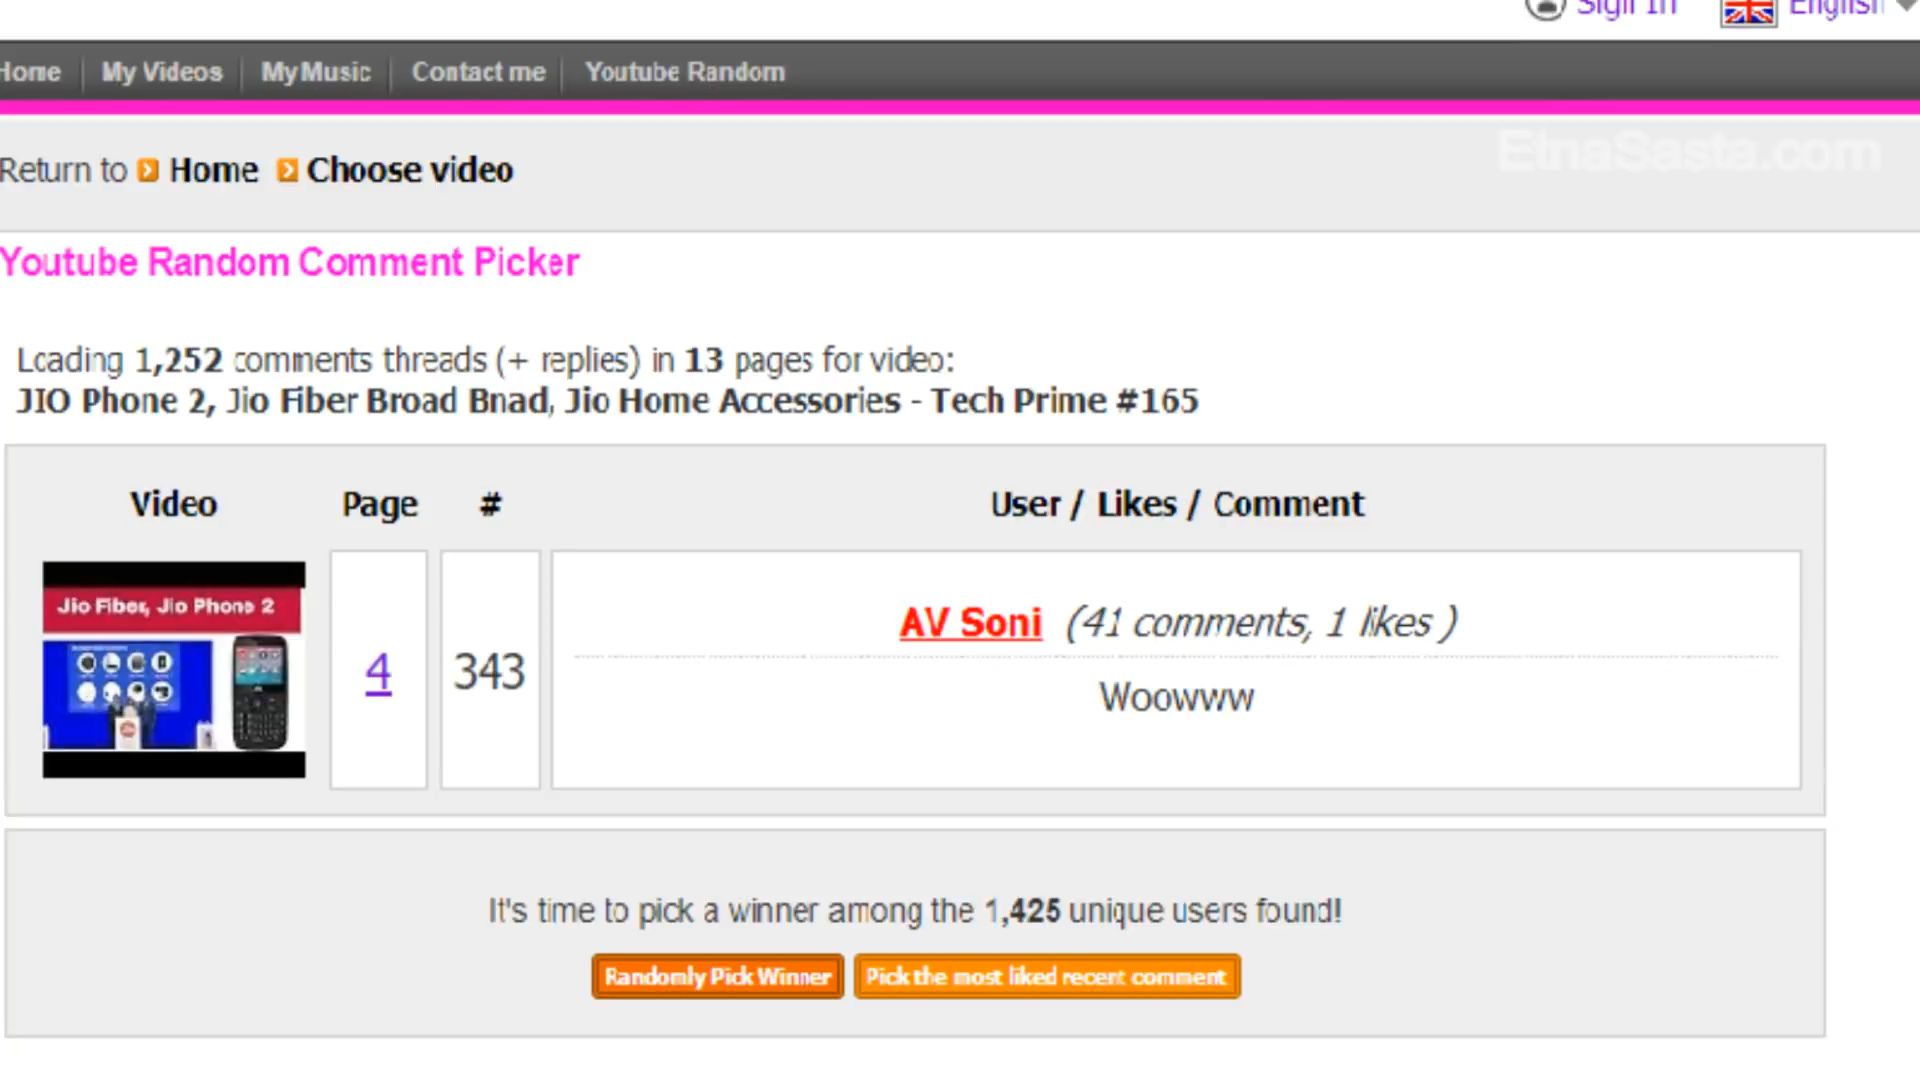 Sign In English
Home My Videos My Music Contact me Youtube Random
EtnaSasta.com
Return to Home Choose video
Youtube Random Comment Picker
Loading 1,252 comments threads (+ replies) in 13 pages for video:
JIO Phone 2, Jio Fiber Broad Bnad, Jio Home Accessories - Tech Prime #165
Video Page # User / Likes / Comment
Jio Fiber, Jio Phone 2
AV Soni (41 comments, 1 likes )
4 343
Woowww
It's time to pick a winner among the 1,425 unique users found!
Randomly Pick Winner Pick the most liked recent comment